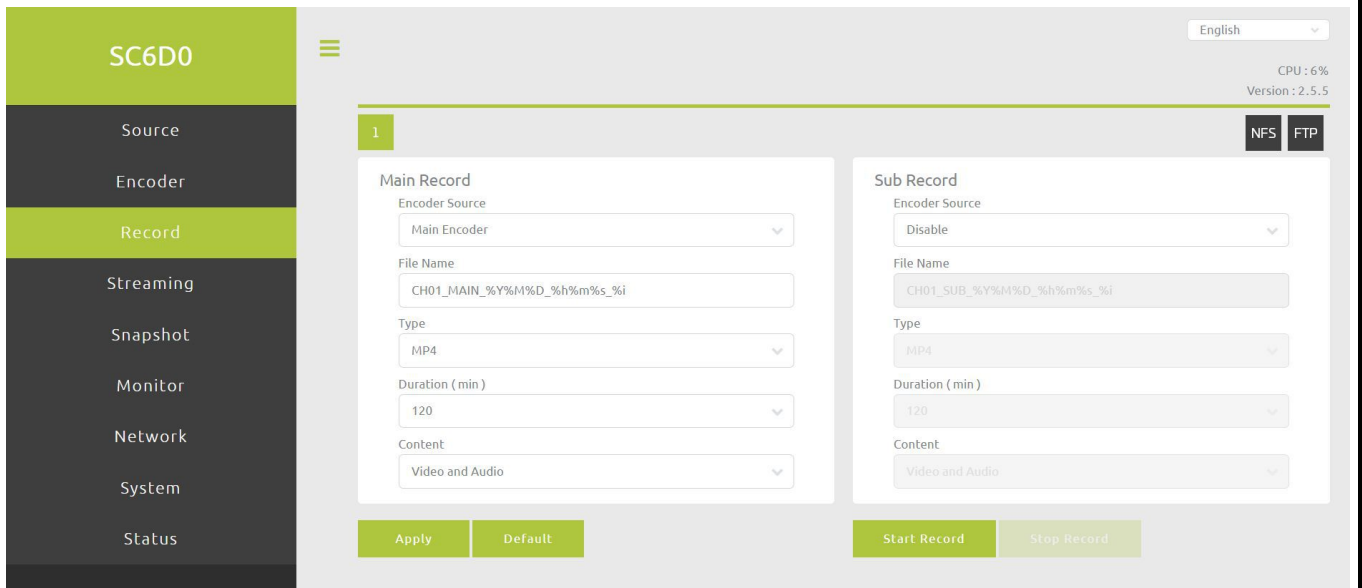 SC6D0
English
CPU : 6%
Version : 2.5.5
Source
Encoder
Record
Streaming
Snapshot
Monitor
Network
System
Status
1
NFS FTP
Main Record
Encoder Source
Main Encoder
File Name
CH01_MAIN_%Y%M%D_%h%m%s_%i
Type
MP4
Duration ( min )
120
Content
Video and Audio
Sub Record
Encoder Source
Disable
File Name
CH01_SUB_%Y%M%D_%h%m%s_%i
Type
MP4
Duration ( min )
120
Content
Video and Audio
Apply Default
Start Record Stop Record